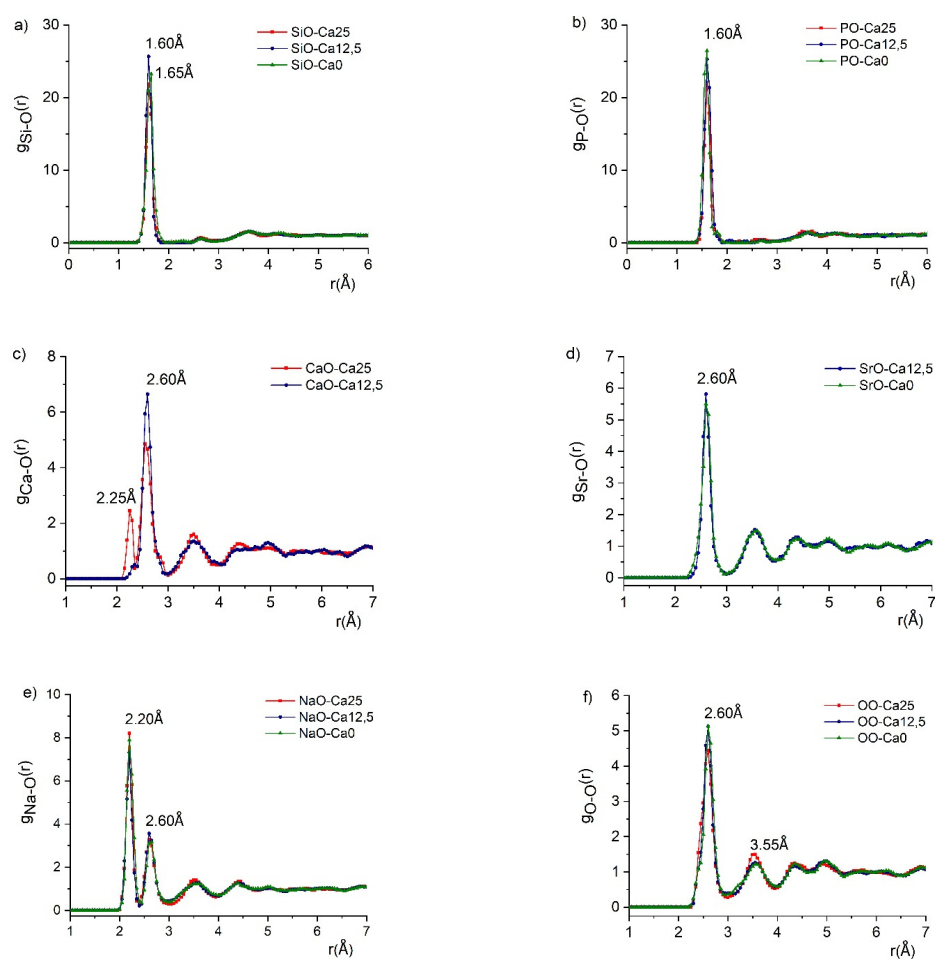 a)
30
20
10
0
0 1 2 3 4 5 6
gSi-O(r)
r(Å)
1.60Å
1.65Å
SiO-Ca25
SiO-Ca12,5
SiO-Ca0
b)
30
20
10
0
0 1 2 3 4 5 6
gP-O(r)
r(Å)
1.60Å
PO-Ca25
PO-Ca12,5
PO-Ca0
c)
8
6
4
2
0
1 2 3 4 5 6 7
gCa-O(r)
r(Å)
2.60Å
2.25Å
CaO-Ca25
CaO-Ca12,5
d)
7
6
5
4
3
2
1
0
1 2 3 4 5 6 7
gSr-O(r)
r(Å)
2.60Å
SrO-Ca12,5
SrO-Ca0
e)
10
8
6
4
2
0
1 2 3 4 5 6 7
gNa-O(r)
r(Å)
2.20Å
2.60Å
NaO-Ca25
NaO-Ca12,5
NaO-Ca0
f)
6
5
4
3
2
1
0
1 2 3 4 5 6 7
gO-O(r)
r(Å)
2.60Å
3.55Å
OO-Ca25
OO-Ca12,5
OO-Ca0